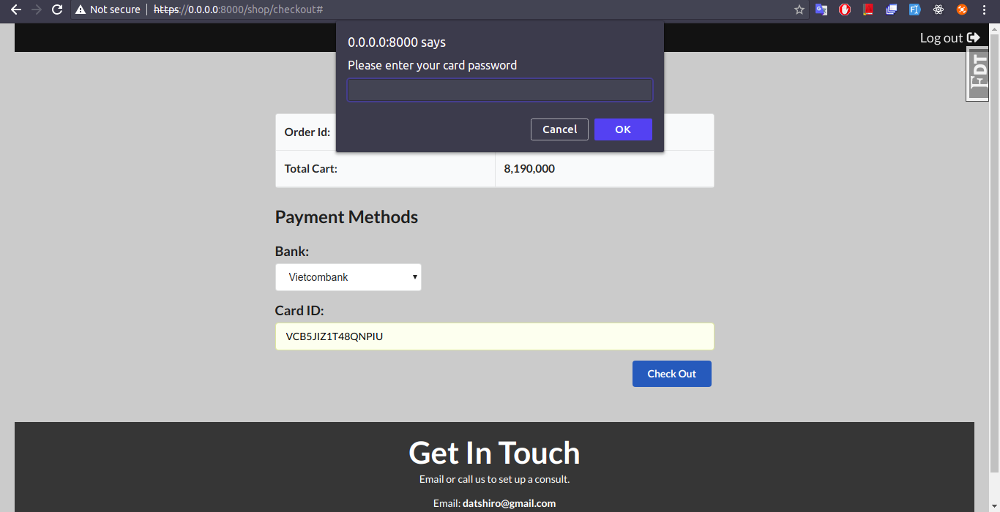 Not secure | https://0.0.0.0:8000/shop/checkout#
Log out
0.0.0.0:8000 says
Please enter your card password
Cancel OK
FDT
Order Id:
Total Cart: 8,190,000
Payment Methods
Bank:
Vietcombank
Card ID:
VCB5JIZ1T48QNPIU
Check Out
Get In Touch
Email or call us to set up a consult.
Email: datshiro@gmail.com